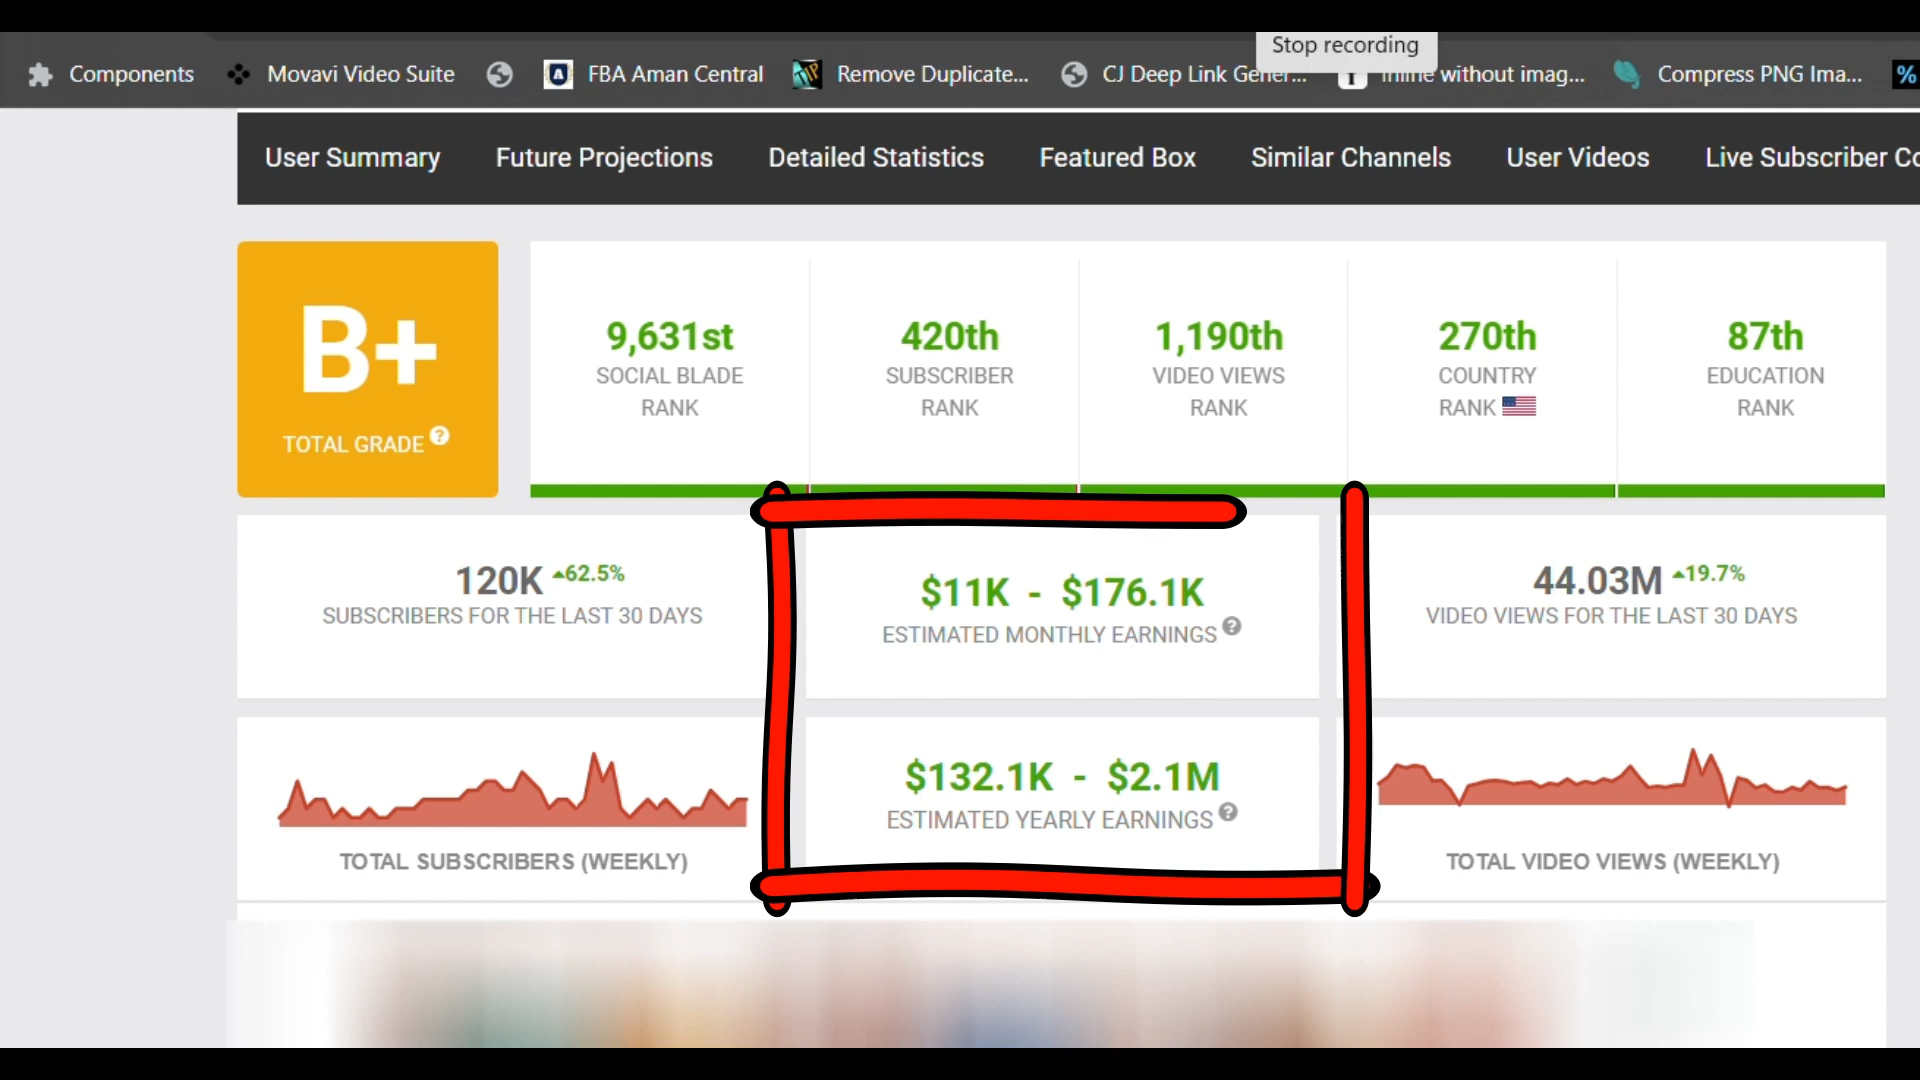 Stop recording
Components
Movavi Video Suite
FBA Aman Central
Remove Duplicate...
CJ Deep Link Gener...
Inline without imag...
Compress PNG Ima...
User Summary
Future Projections
Detailed Statistics
Featured Box
Similar Channels
User Videos
Live Subscriber Co
B+
TOTAL GRADE
9,631st
SOCIAL BLADE
RANK
420th
SUBSCRIBER
RANK
1,190th
VIDEO VIEWS
RANK
270th
COUNTRY
RANK
87th
EDUCATION
RANK
120K 62.5%
SUBSCRIBERS FOR THE LAST 30 DAYS
$11K - $176.1K
ESTIMATED MONTHLY EARNINGS
44.03M 19.7%
VIDEO VIEWS FOR THE LAST 30 DAYS
TOTAL SUBSCRIBERS (WEEKLY)
$132.1K - $2.1M
ESTIMATED YEARLY EARNINGS
TOTAL VIDEO VIEWS (WEEKLY)